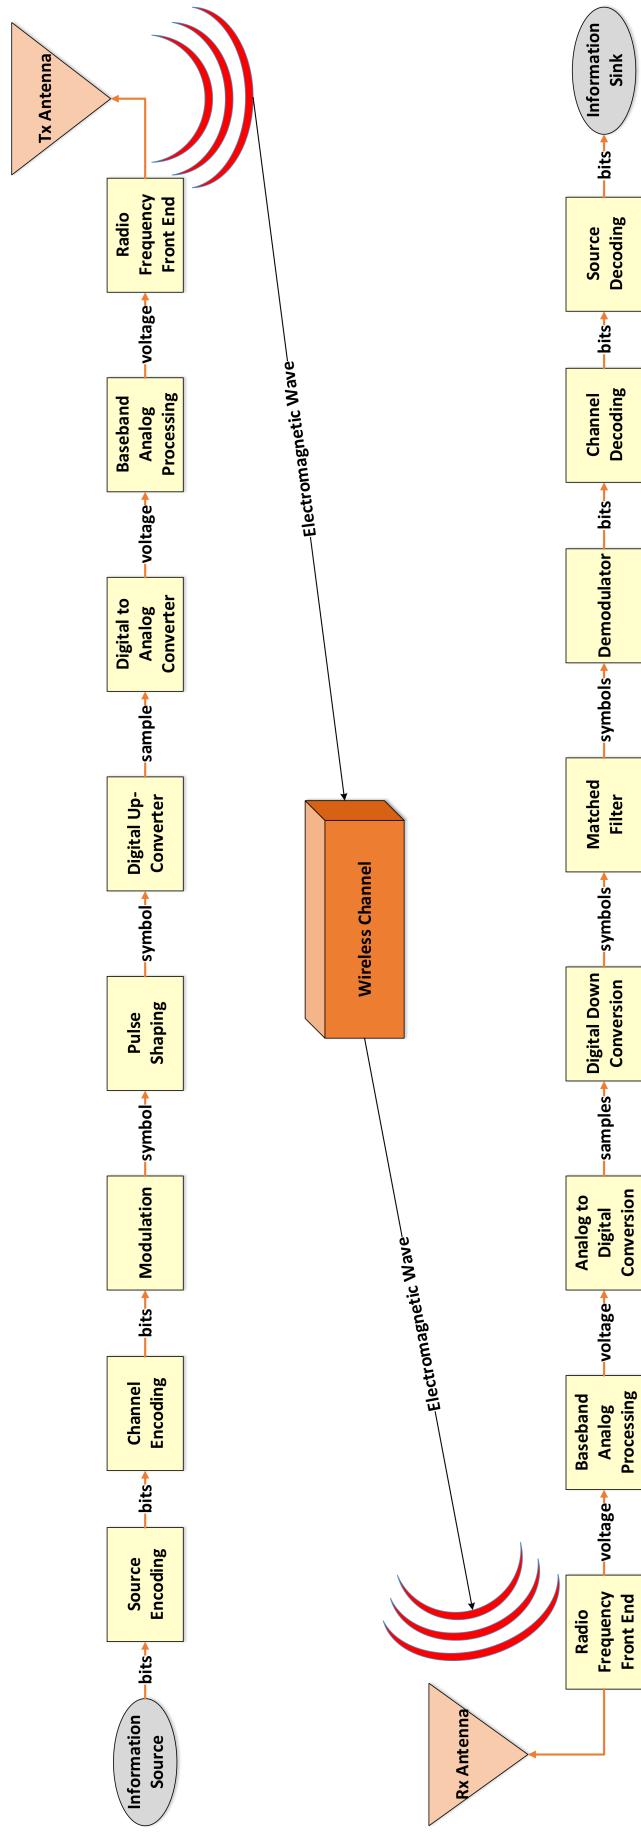 Information
Source
bits
Source
Encoding
bits
Channel
Encoding
bits
Modulation
symbol
Pulse
Shaping
symbol
Digital Up-
Converter
sample
Digital to
Analog
Converter
voltage
Baseband
Analog
Processing
voltage
Radio
Frequency
Front End
Tx Antenna
Electromagnetic Wave
Wireless Channel
Electromagnetic Wave
Rx Antenna
Radio
Frequency
Front End
voltage
Baseband
Analog
Processing
voltage
Analog to
Digital
Conversion
samples
Digital Down
Conversion
symbols
Matched
Filter
symbols
Demodulator
bits
Channel
Decoding
bits
Source
Decoding
bits
Information
Sink